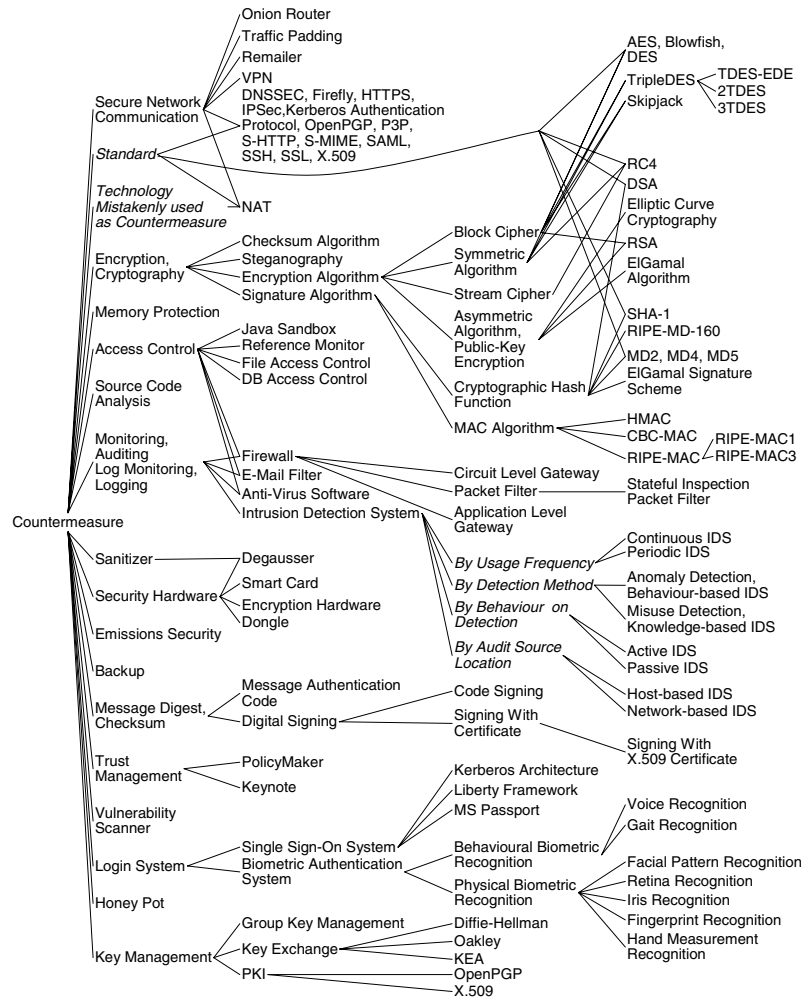 Countermeasure
Secure Network
Communication
Standard
Technology
Mistakenly used
as Countermeasure
Encryption,
Cryptography
Memory Protection
Access Control
Source Code
Analysis
Monitoring,
Auditing
Log Monitoring,
Logging
Sanitizer
Security Hardware
Emissions Security
Backup
Message Digest,
Checksum
Trust
Management
Vulnerability
Scanner
Login System
Honey Pot
Key Management
Onion Router
Traffic Padding
Remailer
VPN
DNSSEC, Firefly, HTTPS,
IPSec,Kerberos Authentication
Protocol, OpenPGP, P3P,
S-HTTP, S-MIME, SAML,
SSH, SSL, X.509
NAT
Checksum Algorithm
Steganography
Encryption Algorithm
Signature Algorithm
Java Sandbox
Reference Monitor
File Access Control
DB Access Control
Firewall
E-Mail Filter
Anti-Virus Software
Intrusion Detection System
Degausser
Smart Card
Encryption Hardware
Dongle
Message Authentication
Code
Digital Signing
PolicyMaker
Keynote
Single Sign-On System
Biometric Authentication
System
Group Key Management
Key Exchange
PKI
Block Cipher
Symmetric
Algorithm
Stream Cipher
Asymmetric
Algorithm,
Public-Key
Encryption
Cryptographic Hash
Function
MAC Algorithm
Circuit Level Gateway
Packet Filter
Application Level
Gateway
By Usage Frequency
By Detection Method
By Behaviour on
Detection
By Audit Source
Location
Code Signing
Signing With
Certificate
Kerberos Architecture
Liberty Framework
MS Passport
Behavioural Biometric
Recognition
Physical Biometric
Recognition
Diffie-Hellman
Oakley
KEA
OpenPGP
X.509
AES, Blowfish,
DES
TripleDES
Skipjack
RC4
DSA
Elliptic Curve
Cryptography
RSA
ElGamal
Algorithm
SHA-1
RIPE-MD-160
MD2, MD4, MD5
ElGamal Signature
Scheme
HMAC
CBC-MAC
RIPE-MAC
Stateful Inspection
Packet Filter
Continuous IDS
Periodic IDS
Anomaly Detection,
Behaviour-based IDS
Misuse Detection,
Knowledge-based IDS
Active IDS
Passive IDS
Host-based IDS
Network-based IDS
Signing With
X.509 Certificate
Voice Recognition
Gait Recognition
Facial Pattern Recognition
Retina Recognition
Iris Recognition
Fingerprint Recognition
Hand Measurement
Recognition
TDES-EDE
2TDES
3TDES
RIPE-MAC1
RIPE-MAC3